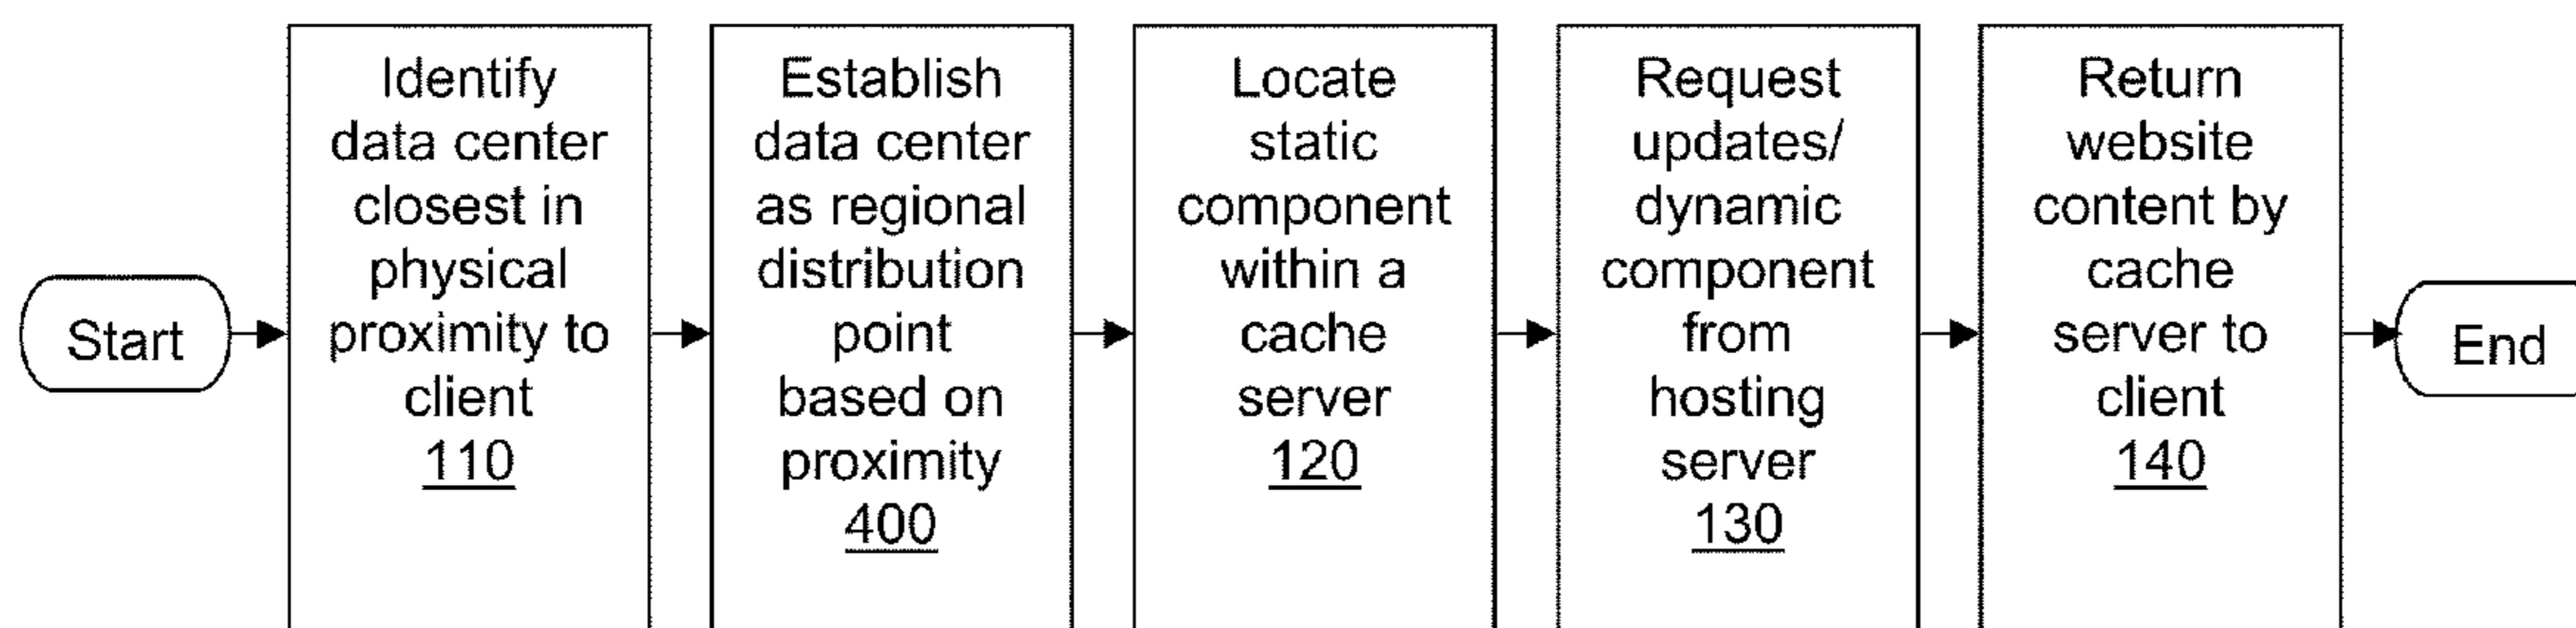 Start
Identify
data center
closest in
physical
proximity to
client
110
Establish
data center
as regional
distribution
point
based on
proximity
400
Locate
static
component
within a
cache
server
120
Request
updates/
dynamic
component
from
hosting
server
130
Return
website
content by
cache
server to
client
140
End